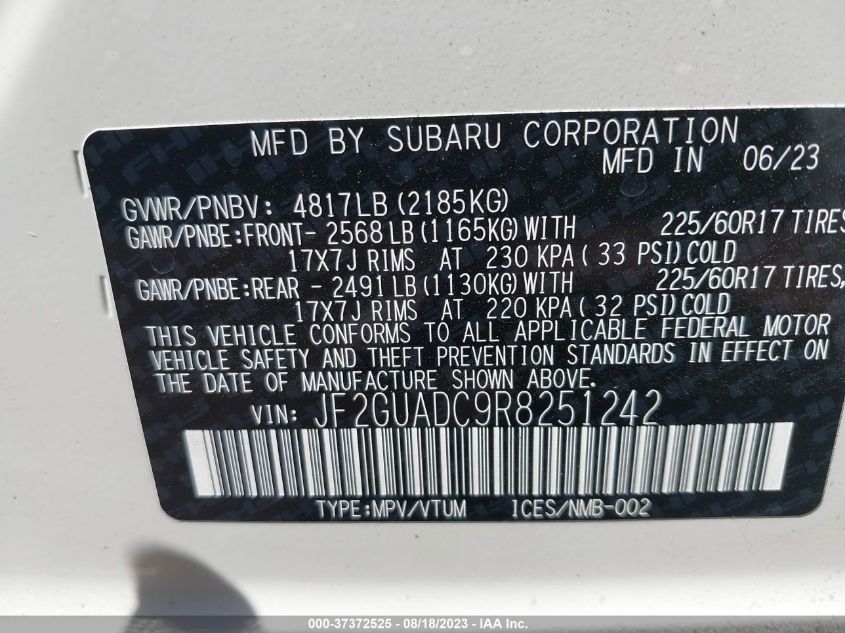 MFD BY SUBARU CORPORATION
MFD IN 06/23
GVWR/PNBV: 4817LB (2185KG)
GAWR/PNBE:FRONT- 2568LB (1165KG)WITH 225/60R17 TIRES
17X7J RIMS AT 230 KPA ( 33 PSI)COLD
GAWR/PNBE:REAR - 2491LB (1130KG)WITH 225/60R17 TIRES,
17X7J RIMS AT 220 KPA ( 32 PSI)COLD
THIS VEHICLE CONFORMS TO ALL APPLICABLE FEDERAL MOTOR
VEHICLE SAFETY AND THEFT PREVENTION STANDARDS IN EFFECT ON
THE DATE OF MANUFACTURE SHOWN ABOVE.
VIN: JF2GUADC9R8251242
TYPE:MPV/VTUM ICES/NMB-002
000-37372525 - 08/18/2023 - IAA Inc.